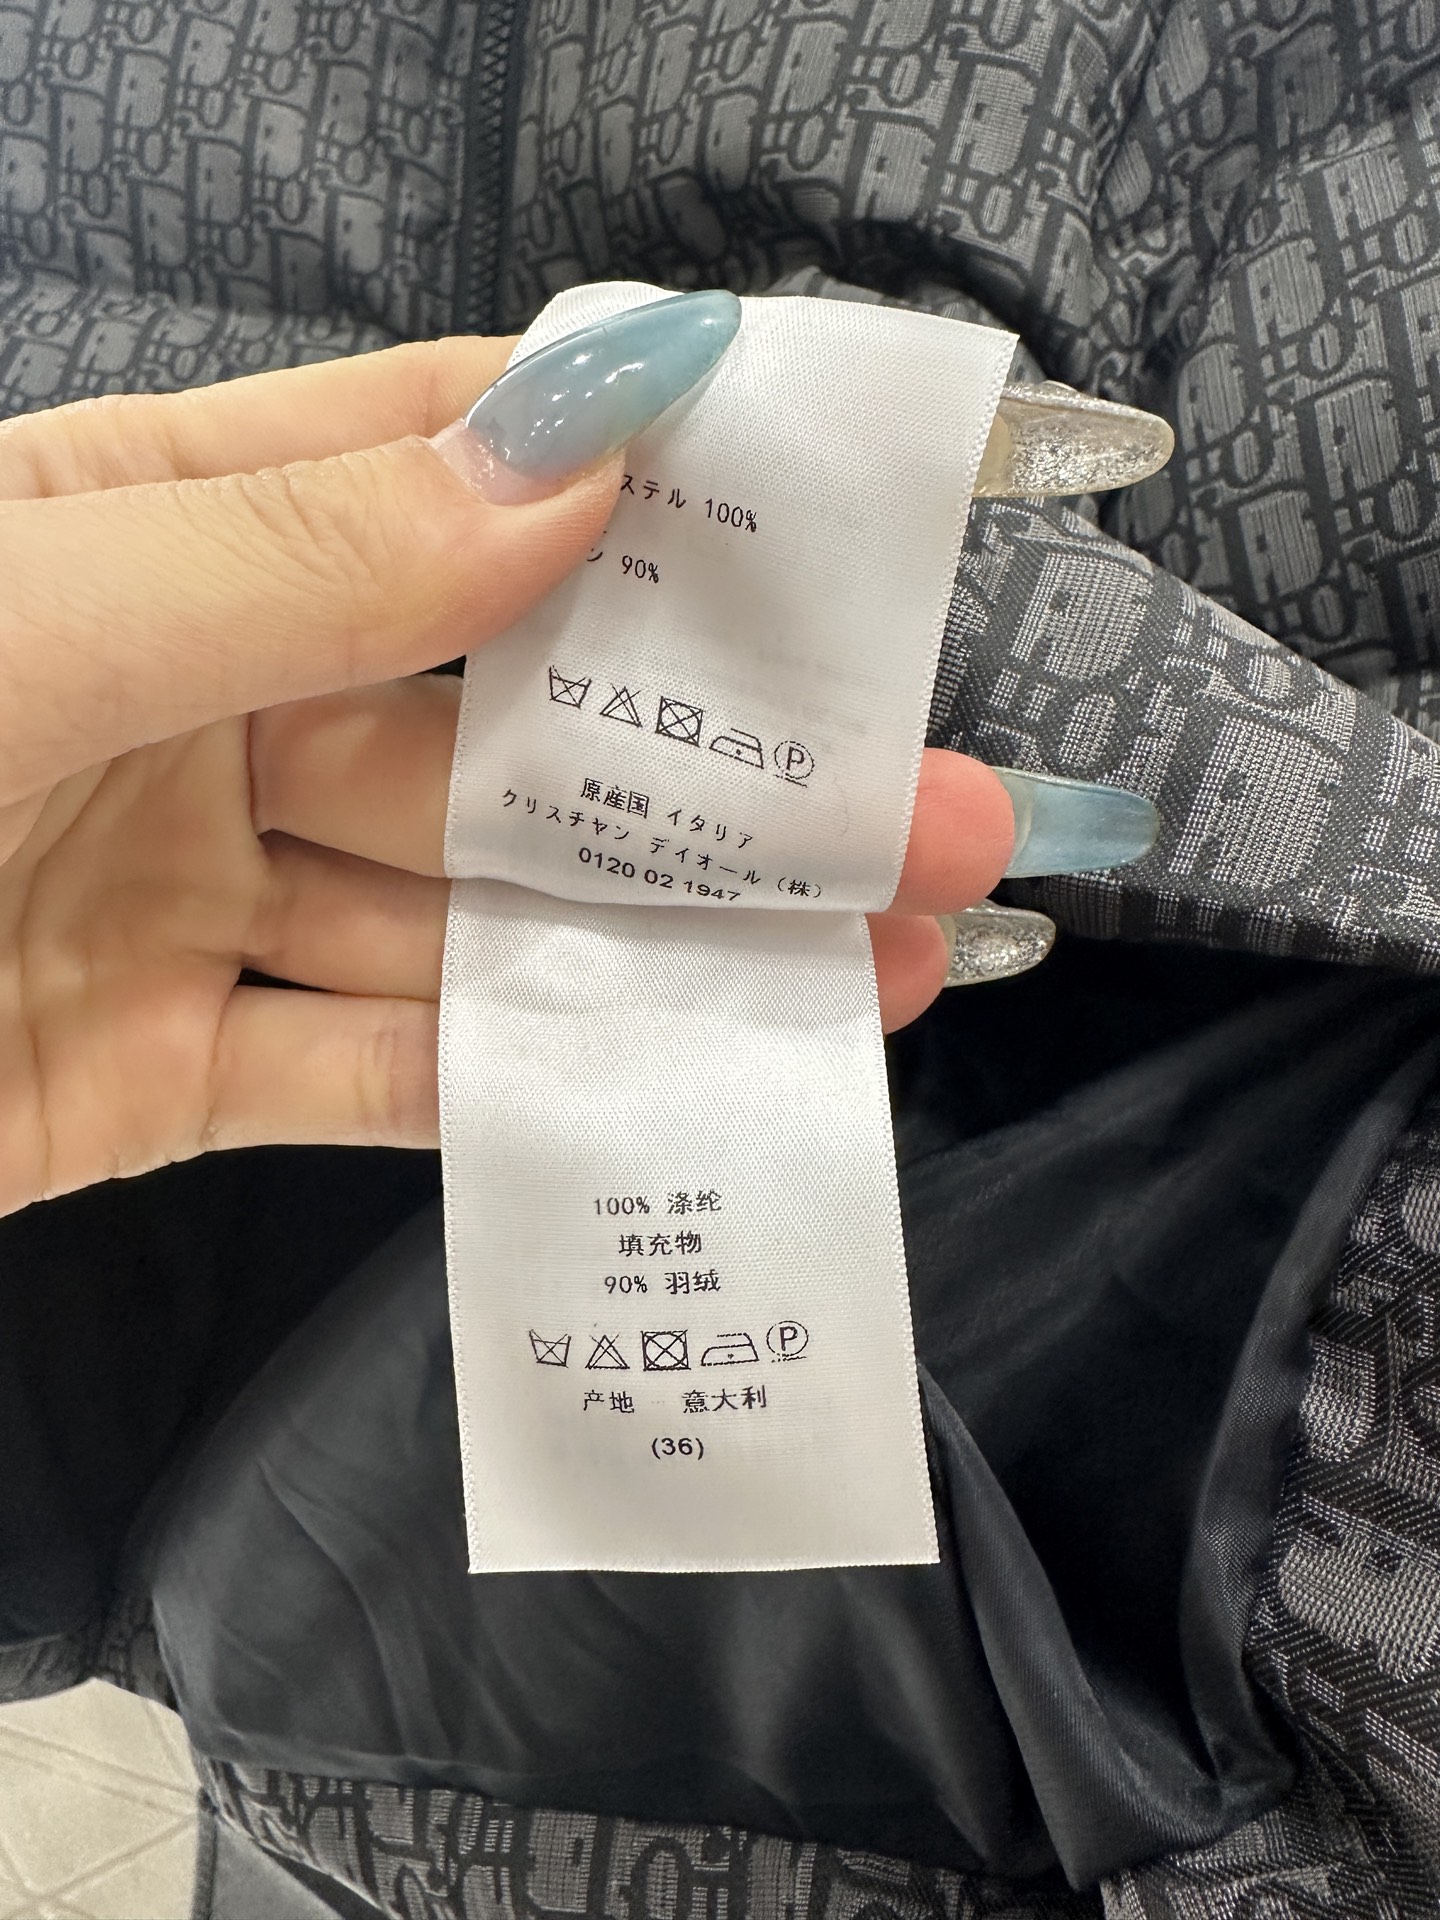 ステル 100%
90%
P
原産国 イタリア
クリスチャン デイオール (株)
0120 02 1947
100% 涤纶
填充物
90% 羽绒
P
产地 意大利
(36)